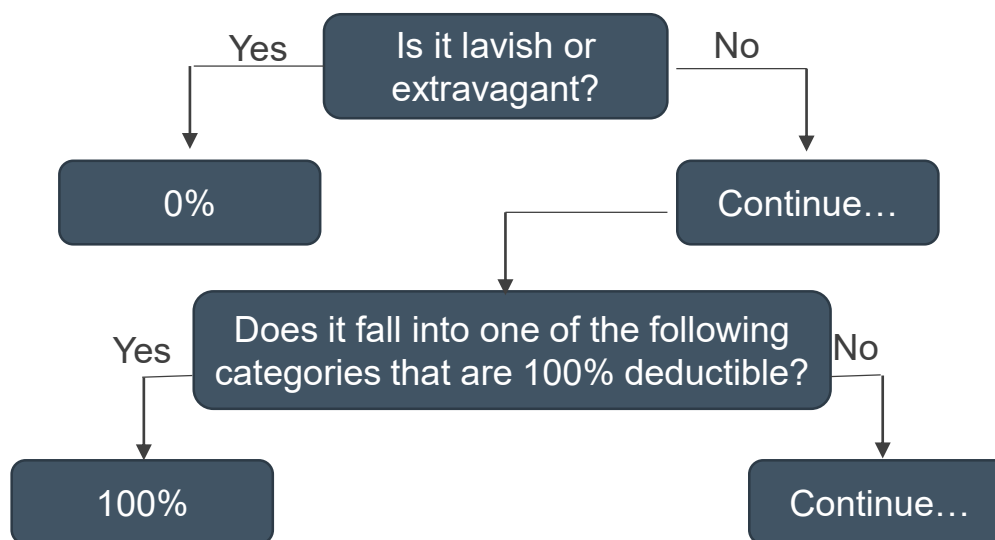 Yes
Is it lavish or
extravagant?
No
0%
Continue…
Yes
Does it fall into one of the following
categories that are 100% deductible?
No
100%
Continue…